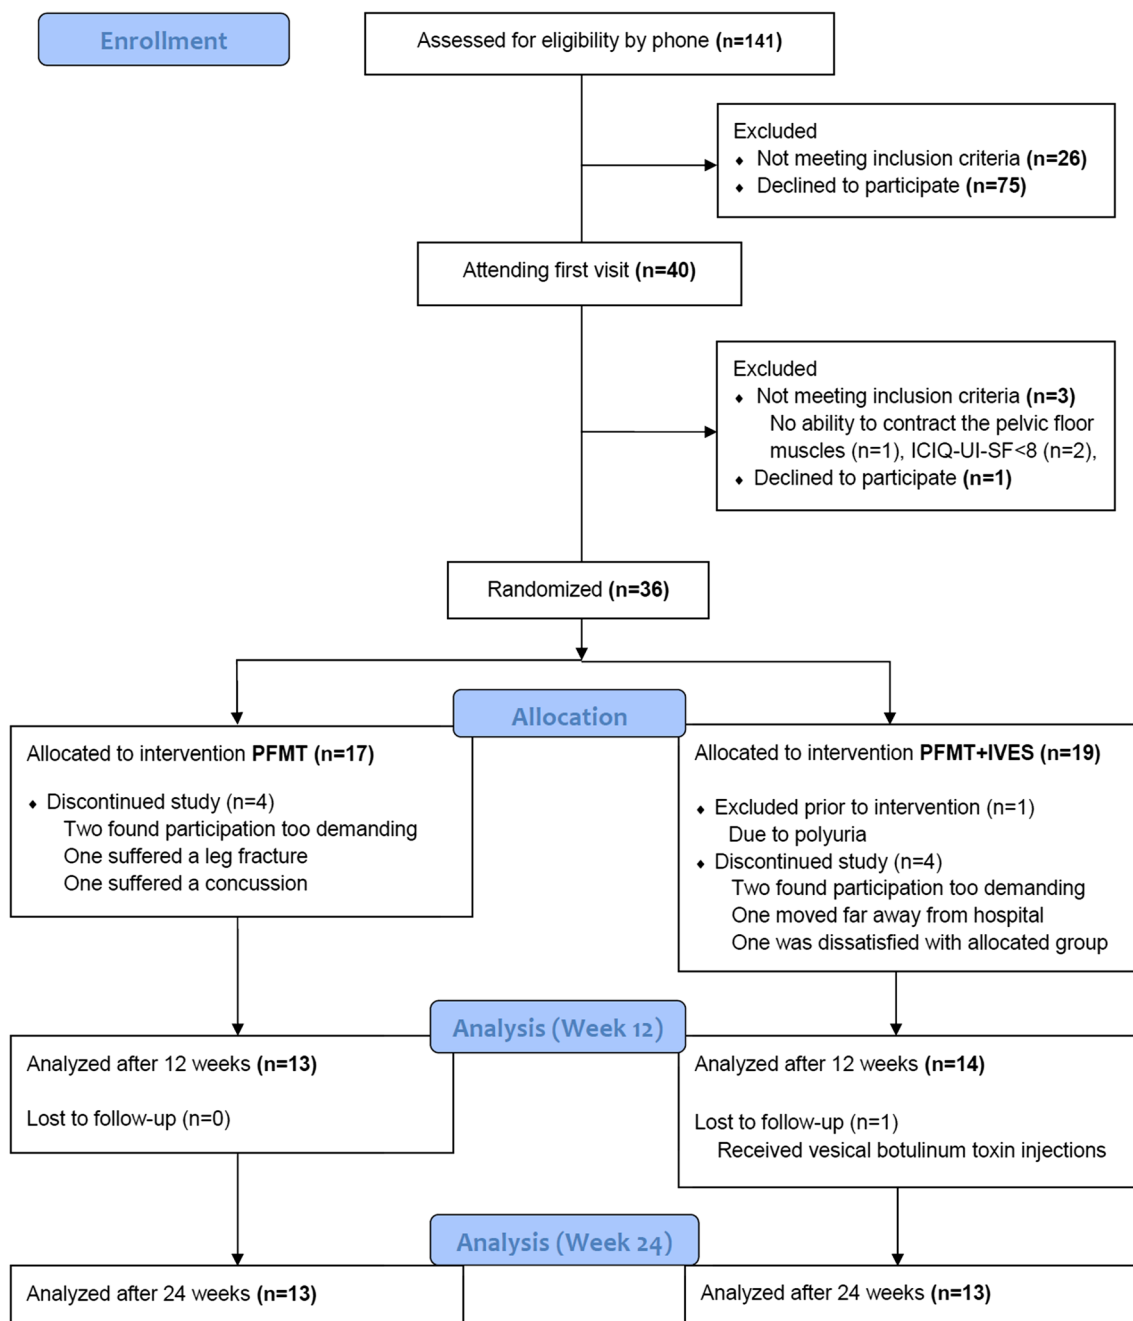 Enrollment
Assessed for eligibility by phone (n=141)
Excluded
♦ Not meeting inclusion criteria (n=26)
♦ Declined to participate (n=75)
Attending first visit (n=40)
Excluded
♦ Not meeting inclusion criteria (n=3)
No ability to contract the pelvic floor
muscles (n=1), ICIQ-UI-SF<8 (n=2),
♦ Declined to participate (n=1)
Randomized (n=36)
Allocation
Allocated to intervention PFMT (n=17)
♦ Discontinued study (n=4)
Two found participation too demanding
One suffered a leg fracture
One suffered a concussion
Allocated to intervention PFMT+IVES (n=19)
♦ Excluded prior to intervention (n=1)
Due to polyuria
♦ Discontinued study (n=4)
Two found participation too demanding
One moved far away from hospital
One was dissatisfied with allocated group
Analysis (Week 12)
Analyzed after 12 weeks (n=13)
Lost to follow-up (n=0)
Analyzed after 12 weeks (n=14)
Lost to follow-up (n=1)
Received vesical botulinum toxin injections
Analysis (Week 24)
Analyzed after 24 weeks (n=13)
Analyzed after 24 weeks (n=13)